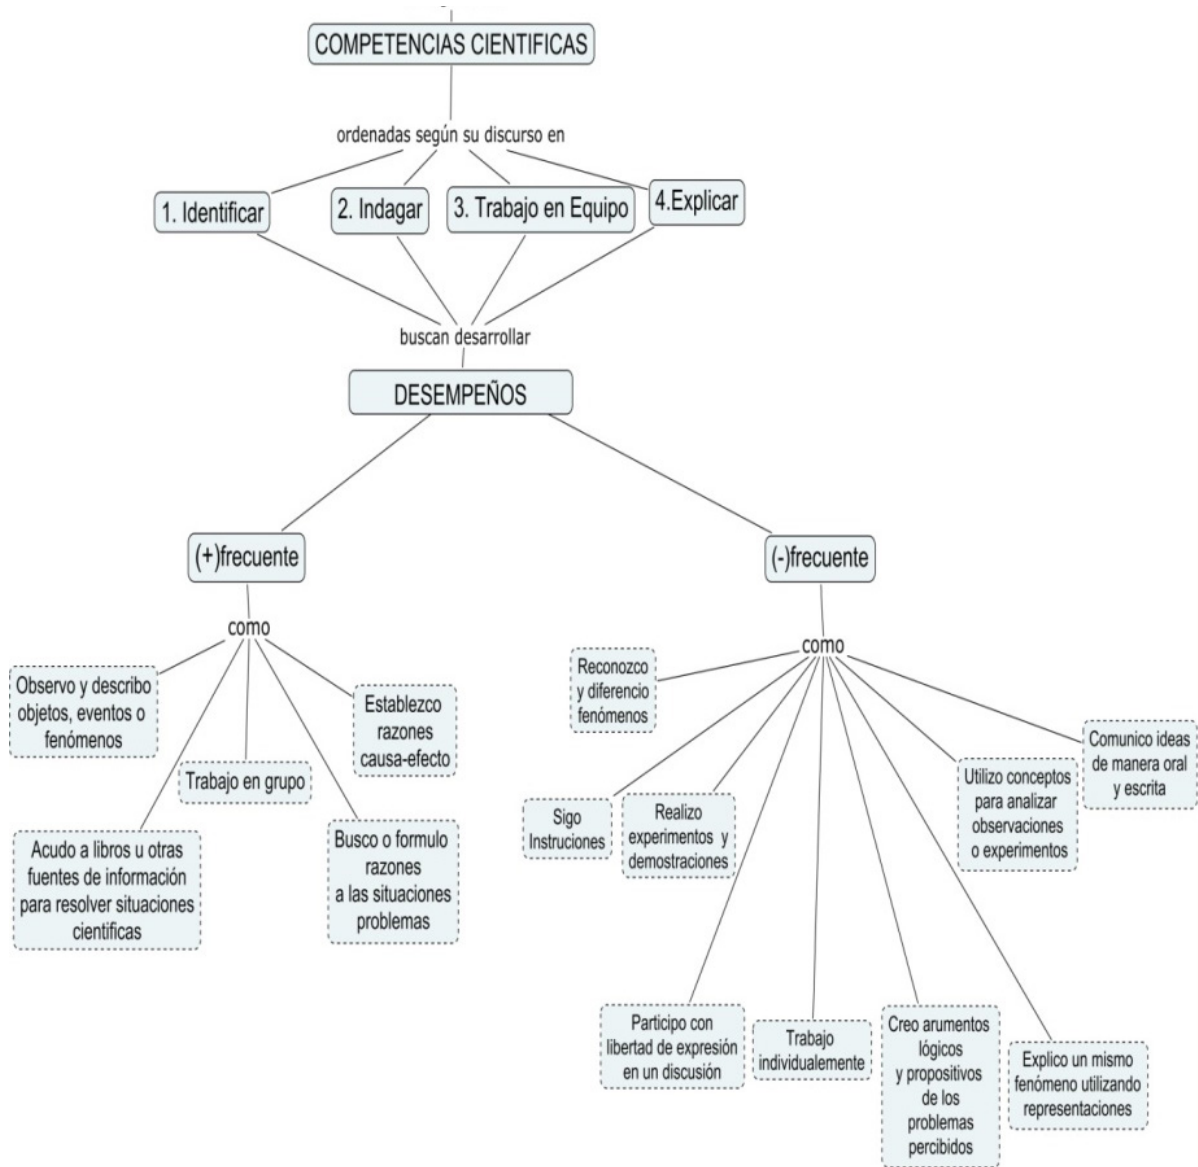 COMPETENCIAS CIENTIFICAS
ordenadas según su discurso en
1. Identificar
2. Indagar
3. Trabajo en Equipo
4.Explicar
buscan desarrollar
DESEMPEÑOS
(+)frecuente
como
Observo y describo
objetos, eventos o
fenómenos
Acudo a libros u otras
fuentes de información
para resolver situaciones
cientificas
Trabajo en grupo
Busco o formulo
razones
a las situaciones
problemas
Establezco
razones
causa-efecto
(-)frecuente
como
Reconozco
y diferencio
fenómenos
Sigo
Instruciones
Realizo
experimentos y
demostraciones
Participo con
libertad de expresión
en un discusión
Trabajo
individualemente
Creo arumentos
lógicos
y propositivos
de los
problemas
percibidos
Explico un mismo
fenómeno utilizando
representaciones
Utilizo conceptos
para analizar
observaciones
o experimentos
Comunico ideas
de manera oral
y escrita